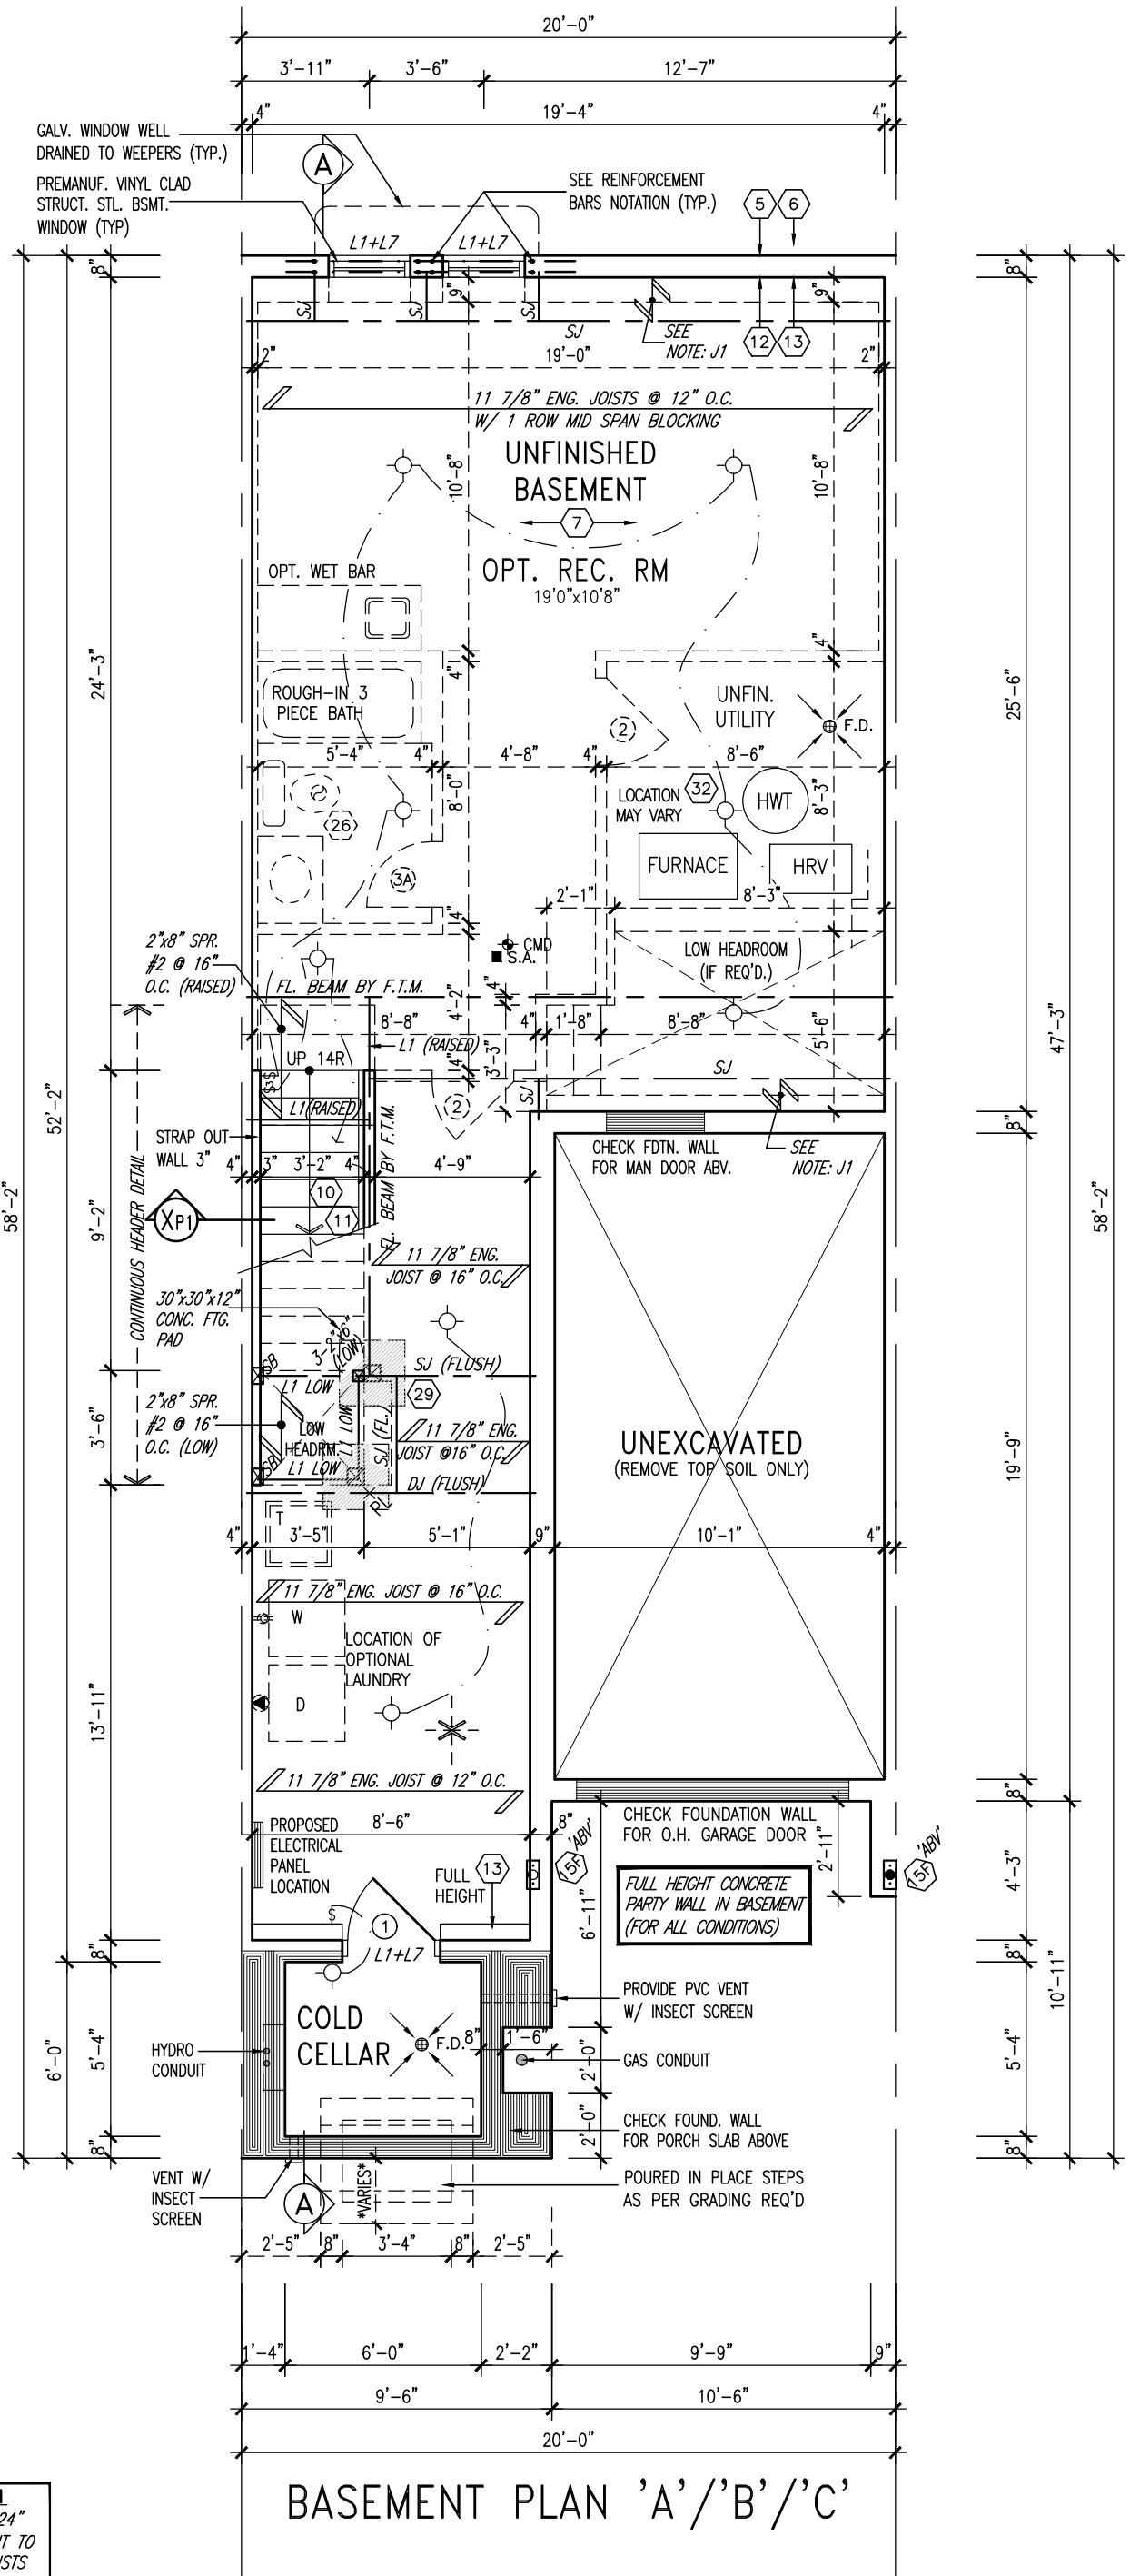 20'-0"
3'-11" 3'-6" 12'-7"
4" 19'-4" 4"
GALV. WINDOW WELL
DRAINED TO WEEPERS (TYP.)
PREMANUF. VINYL CLAD
STRUCT. STL. BSMT.
WINDOW (TYP)
A
SEE REINFORCEMENT
BARS NOTATION (TYP.)
5 6
L1+L7 L1+L7
8" 9" 9" 8"
SJ SJ SJ
SJ
SEE
NOTE: J1
12 13
2" 19'-0" 2"
11 7/8" ENG. JOISTS @ 12" O.C.
W/ 1 ROW MID SPAN BLOCKING
UNFINISHED
BASEMENT
10'-8" 10'-8"
7
OPT. REC. RM
19'0"x10'8"
OPT. WET BAR
24'-3"
25'-6"
4" 4"
ROUGH-IN 3
PIECE BATH
UNFIN.
UTILITY
F.D.
2
5'-4" 4" 4'-8" 4" 8'-6"
8'-0"
LOCATION
MAY VARY
32
HWT
8'-3"
26
FURNACE
HRV
3A
2'-1" 8'-3"
4"
2"x8" SPR.
#2 @ 16"
O.C. (RAISED)
CMD
S.A.
LOW HEADROOM
(IF REQ'D.)
FL. BEAM BY F.T.M.
4'-2" 4"
8'-8" 4" 1'-8" 8'-8"
5'-6"
L1 (RAISED)
UP 14R
4" 3'-3"
SJ
$ $
SJ
L1(RAISED)
2
47'-3"
52'-2"
58'-2"
58'-2"
STRAP OUT
WALL 3"
CHECK FDTN. WALL
FOR MAN DOOR ABV.
SEE
NOTE: J1
8"
4" 3" 3'-2" 4" 4'-9"
10
11
FL. BEAM BY F.T.M.
XP1
CONTINUOUS HEADER DETAIL
9'-2"
11 7/8" ENG.
JOIST @ 16" O.C.
30"x30"x12"
CONC. FTG.
PAD
3-2"x6"
(LOW)
SB
SJ (FLUSH)
L1 LOW
29
2"x8" SPR.
#2 @ 16"
O.C. (LOW)
3'-6"
LOW
HEADRM.
L1 LOW
SJ (FL.)
11 7/8" ENG.
JOIST @16" O.C.
SB
L1 LOW
DJ (FLUSH)
PL
UNEXCAVATED
(REMOVE TOP SOIL ONLY)
19'-9"
T
4" 3'-5" 5'-1" 9" 10'-1" 4"
11 7/8" ENG. JOIST @ 16" O.C.
W
LOCATION OF
OPTIONAL
LAUNDRY
D
13'-11"
11 7/8" ENG. JOIST @ 12" O.C.
8"
PROPOSED
ELECTRICAL
PANEL
LOCATION
8'-6" 8"
CHECK FOUNDATION WALL
FOR O.H. GARAGE DOOR
2'-11"
'ABV'
15F
'ABV'
15F
FULL
HEIGHT
13
4'-3"
6'-11"
FULL HEIGHT CONCRETE
PARTY WALL IN BASEMENT
(FOR ALL CONDITIONS)
$
1
L1+L7
8" 8"
COLD
CELLAR
F.D.
PROVIDE PVC VENT
W/ INSECT SCREEN
10'-11"
HYDRO
CONDUIT
6'-0"
5'-4"
8" 1'-6"
2'-0"
GAS CONDUIT
5'-4"
2'-0"
CHECK FOUND. WALL
FOR PORCH SLAB ABOVE
8" 8"
VENT W/
INSECT
SCREEN
A
*VARIES*
POURED IN PLACE STEPS
AS PER GRADING REQ'D
2'-5" 8" 3'-4" 8" 2'-5"
1'-4" 6'-0" 2'-2" 9'-9" 9"
9'-6" 10'-6"
20'-0"
BASEMENT PLAN 'A'/'B'/'C'
24"
TO